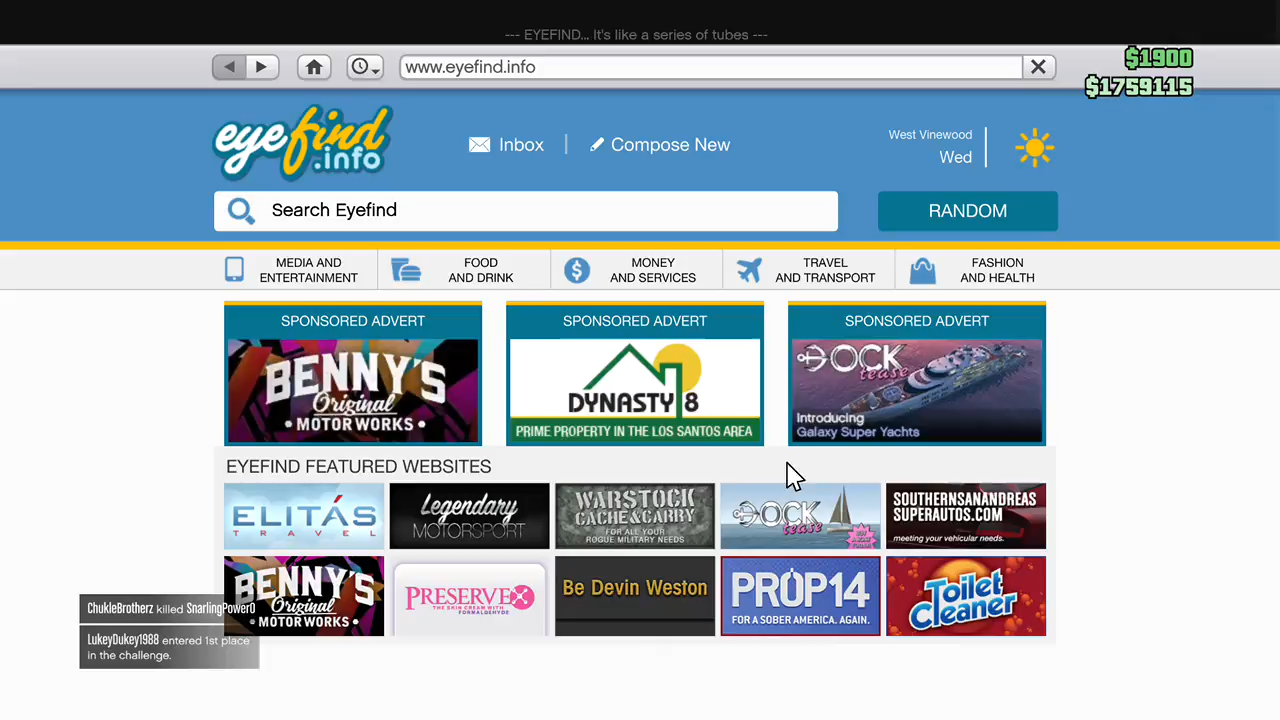 --- EYEFIND... It's like a series of tubes ---
www.eyefind.info
$1900
$1759115
eyefind
.info
Inbox
Compose New
West Vinewood
Wed
Search Eyefind
RANDOM
MEDIA AND
ENTERTAINMENT
FOOD
AND DRINK
MONEY
AND SERVICES
TRAVEL
AND TRANSPORT
FASHION
AND HEALTH
SPONSORED ADVERT
BENNY'S
Original
MOTOR WORKS
SPONSORED ADVERT
DYNASTY 8
PRIME PROPERTY IN THE LOS SANTOS AREA
SPONSORED ADVERT
DOCK
tease
Introducing
Galaxy Super Yachts
EYEFIND FEATURED WEBSITES
ELITÁS
TRAVEL
Legendary
MOTORSPORT
WARSTOCK
CACHE & CARRY
FOR ALL YOUR
ROGUE MILITARY NEEDS
DOCK
tease
SOUTHERNSANANDREAS
SUPERAUTOS.COM
meeting your vehicular needs.
BENNY'S
Original
MOTOR WORKS
PRESERVEX
THE SKIN CREAM WITH
FORMALDEHYDE
Be Devin Weston
PROP14
FOR A SOBER AMERICA. AGAIN.
Toilet
Cleaner
ChukleBrotherz killed SnarlingPower0
LukeyDukey1988 entered 1st place
in the challenge.